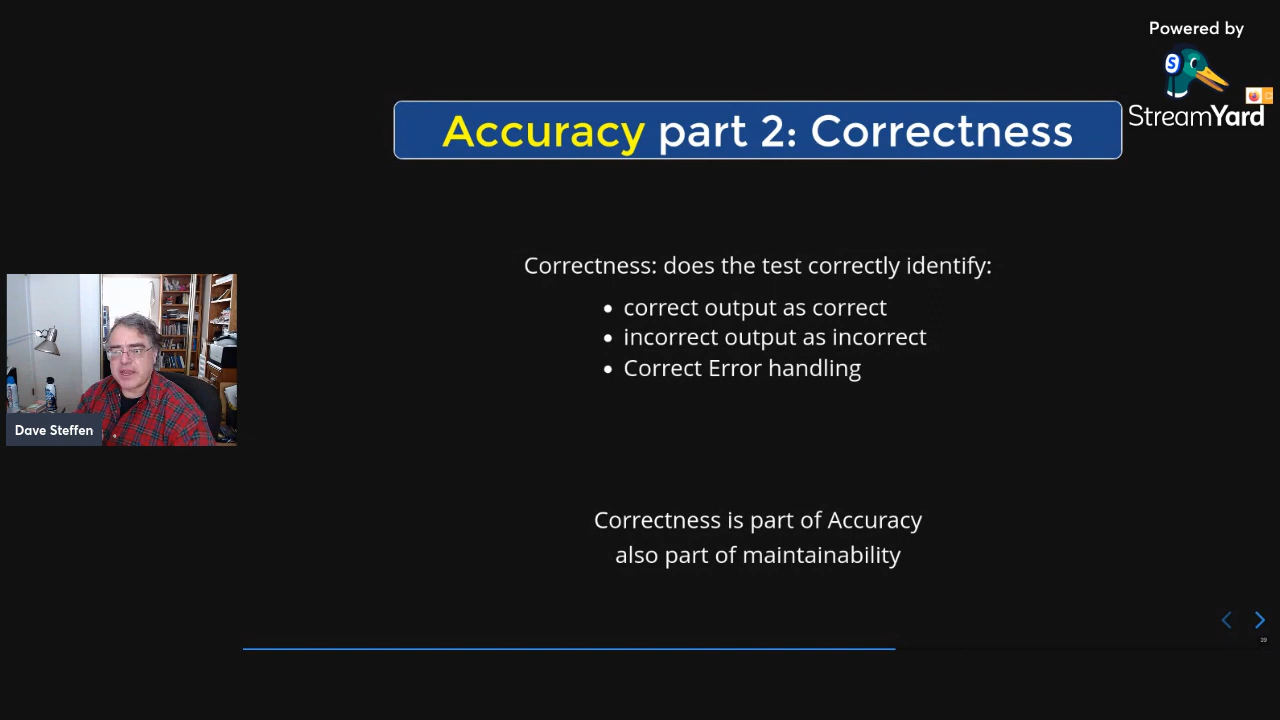 Powered by
S
StreamYard
Accuracy part 2: Correctness
Correctness: does the test correctly identify:
• correct output as correct
• incorrect output as incorrect
• Correct Error handling
Dave Steffen
Correctness is part of Accuracy
also part of maintainability